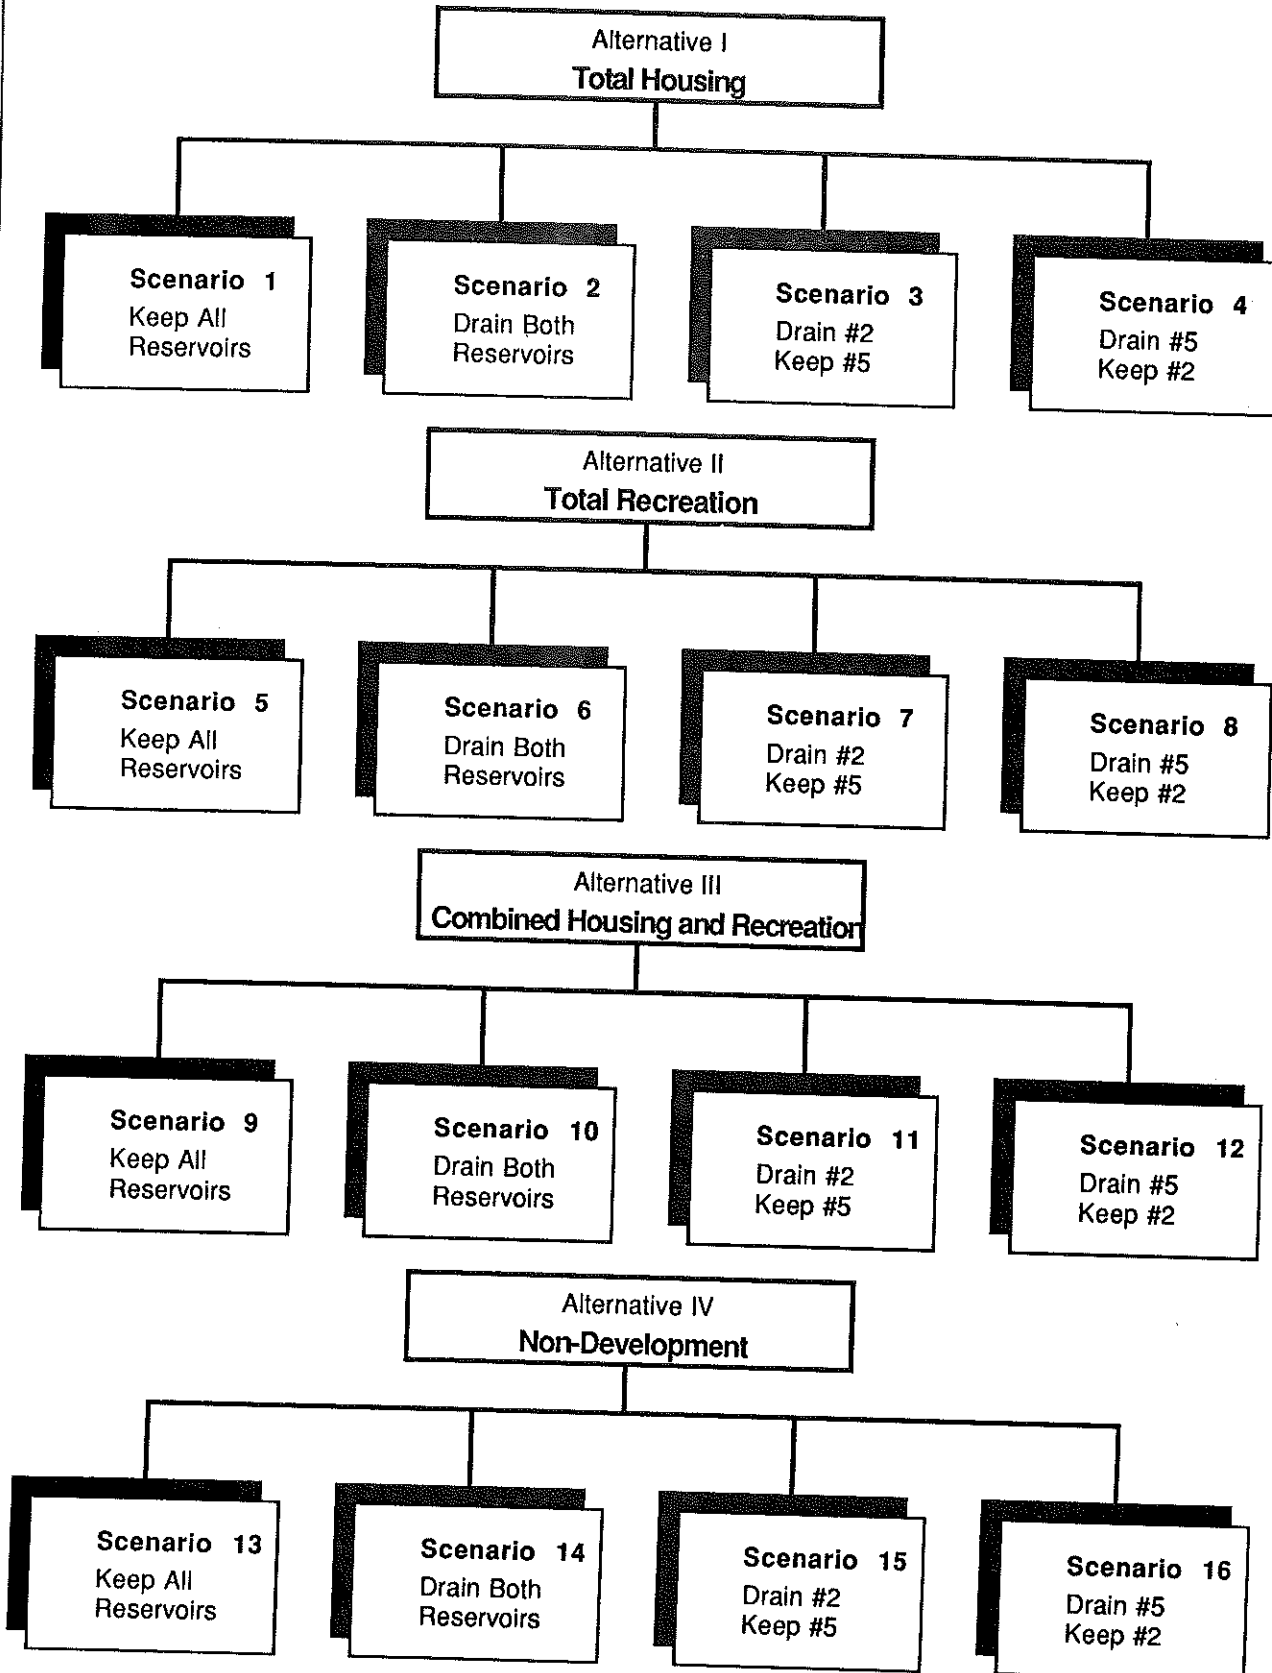 Alternative I
Total Housing
Scenario 1
Keep All
Reservoirs
Scenario 2
Drain Both
Reservoirs
Scenario 3
Drain #2
Keep #5
Scenario 4
Drain #5
Keep #2
Alternative II
Total Recreation
Scenario 5
Keep All
Reservoirs
Scenario 6
Drain Both
Reservoirs
Scenario 7
Drain #2
Keep #5
Scenario 8
Drain #5
Keep #2
Alternative III
Combined Housing and Recreation
Scenario 9
Keep All
Reservoirs
Scenario 10
Drain Both
Reservoirs
Scenario 11
Drain #2
Keep #5
Scenario 12
Drain #5
Keep #2
Alternative IV
Non-Development
Scenario 13
Keep All
Reservoirs
Scenario 14
Drain Both
Reservoirs
Scenario 15
Drain #2
Keep #5
Scenario 16
Drain #5
Keep #2